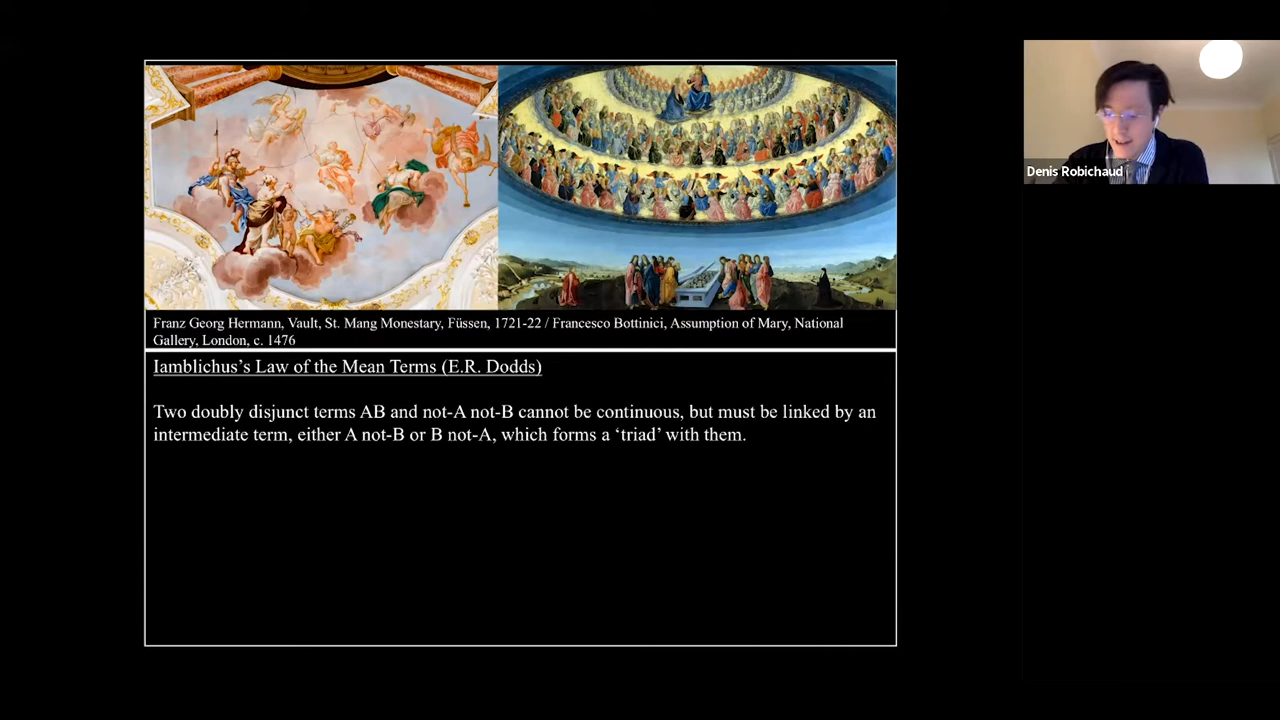 Franz Georg Hermann, Vault, St. Mang Monestary, Füssen, 1721-22 / Francesco Bottinici, Assumption of Mary, National
Gallery, London, c. 1476
Iamblichus's Law of the Mean Terms (E.R. Dodds)
Two doubly disjunct terms AB and not-A not-B cannot be continuous, but must be linked by an
intermediate term, either A not-B or B not-A, which forms a ‘triad’ with them.
Denis Robichaud